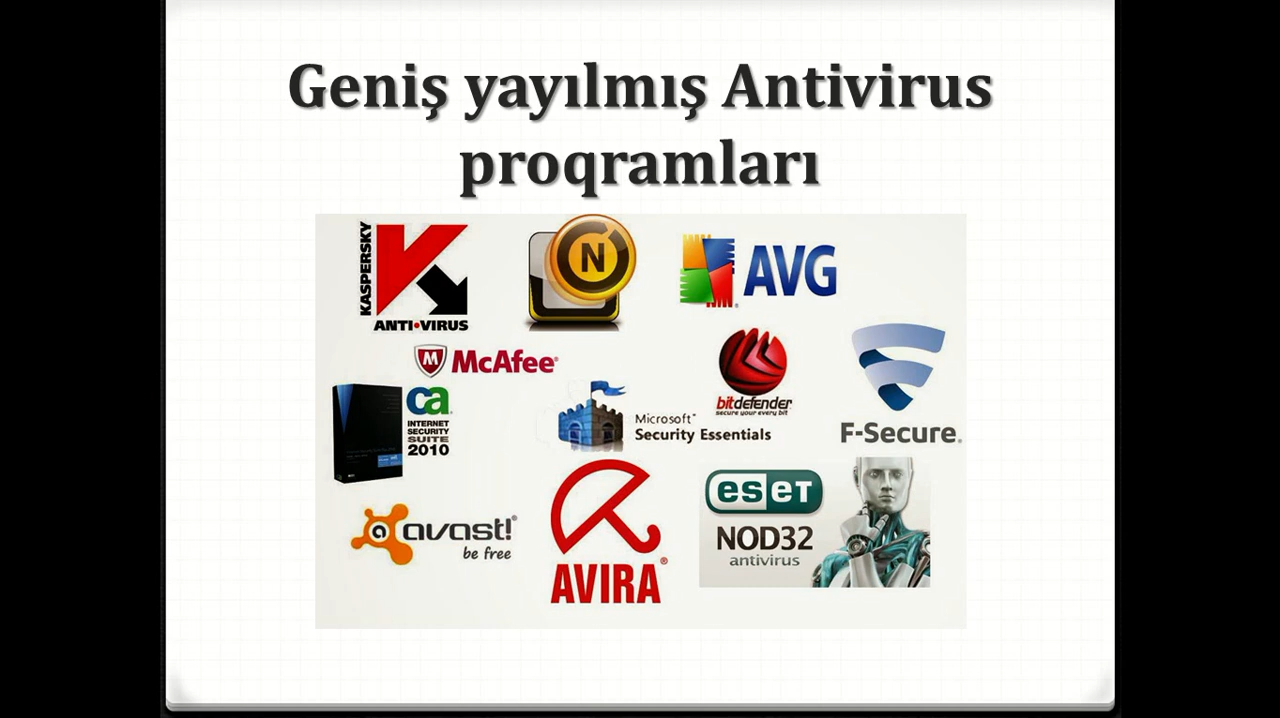 Geniş yayılmış Antivirus
proqramları
KASPERSKY
ANTI•VIRUS
N
AVG
McAfee®
bitdefender
secure your every bit
F-Secure.
ca
INTERNET
SECURITY
SUITE
2010
Microsoft™
Security Essentials
avast!®
be free
AVIRA®
eseT
NOD32
antivirus